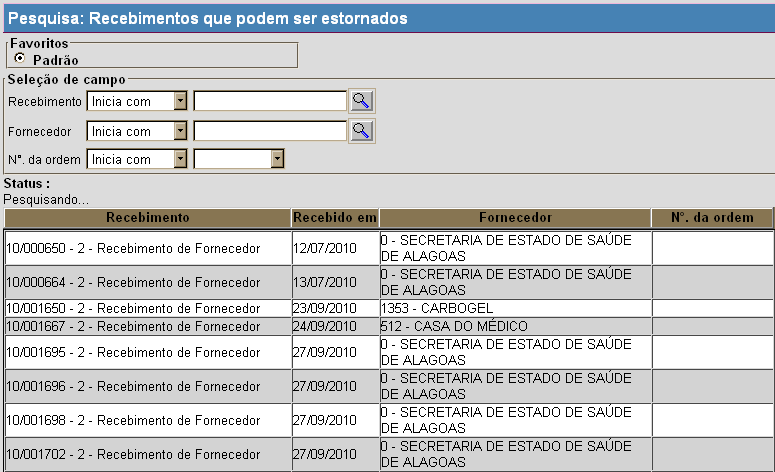 Pesquisa: Recebimentos que podem ser estornados
Favoritos
Padrão
Seleção de campo
Recebimento Inicia com
Fornecedor Inicia com
N°. da ordem Inicia com
Status :
Pesquisando...
Recebimento Recebido em Fornecedor N°. da ordem
10/000650 - 2 - Recebimento de Fornecedor 12/07/2010 0 - SECRETARIA DE ESTADO DE SAÚDE
DE ALAGOAS
10/000664 - 2 - Recebimento de Fornecedor 13/07/2010 0 - SECRETARIA DE ESTADO DE SAÚDE
DE ALAGOAS
10/001650 - 2 - Recebimento de Fornecedor 23/09/2010 1353 - CARBOGEL
10/001667 - 2 - Recebimento de Fornecedor 24/09/2010 512 - CASA DO MÉDICO
10/001695 - 2 - Recebimento de Fornecedor 27/09/2010 0 - SECRETARIA DE ESTADO DE SAÚDE
DE ALAGOAS
10/001696 - 2 - Recebimento de Fornecedor 27/09/2010 0 - SECRETARIA DE ESTADO DE SAÚDE
DE ALAGOAS
10/001698 - 2 - Recebimento de Fornecedor 27/09/2010 0 - SECRETARIA DE ESTADO DE SAÚDE
DE ALAGOAS
10/001702 - 2 - Recebimento de Fornecedor 27/09/2010 0 - SECRETARIA DE ESTADO DE SAÚDE
DE ALAGOAS